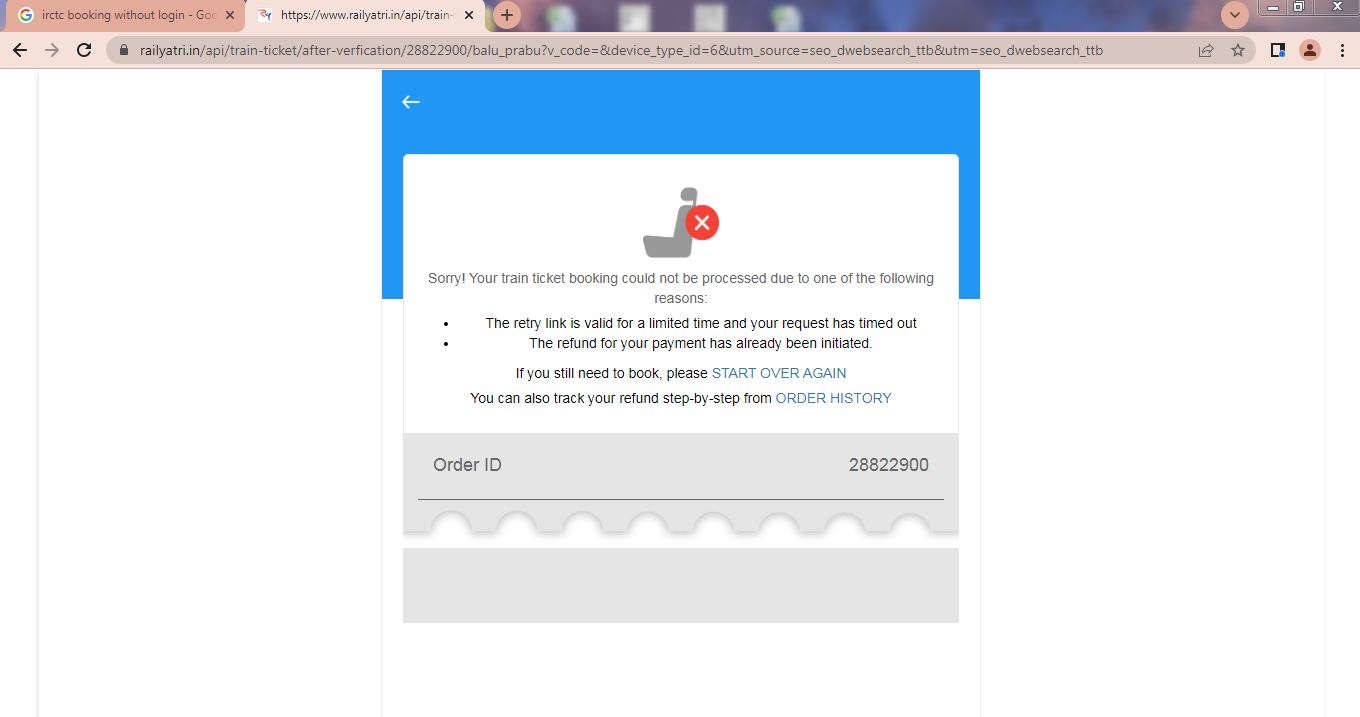 irctc booking without login - Goo
https://www.railyatri.in/api/train-
railyatri.in/api/train-ticket/after-verfication/28822900/balu_prabu?v_code=&device_type_id=6&utm_source=seo_dwebsearch_ttb&utm=seo_dwebsearch_ttb
Sorry! Your train ticket booking could not be processed due to one of the following
reasons:
• The retry link is valid for a limited time and your request has timed out
• The refund for your payment has already been initiated.
If you still need to book, please START OVER AGAIN
You can also track your refund step-by-step from ORDER HISTORY
Order ID 28822900